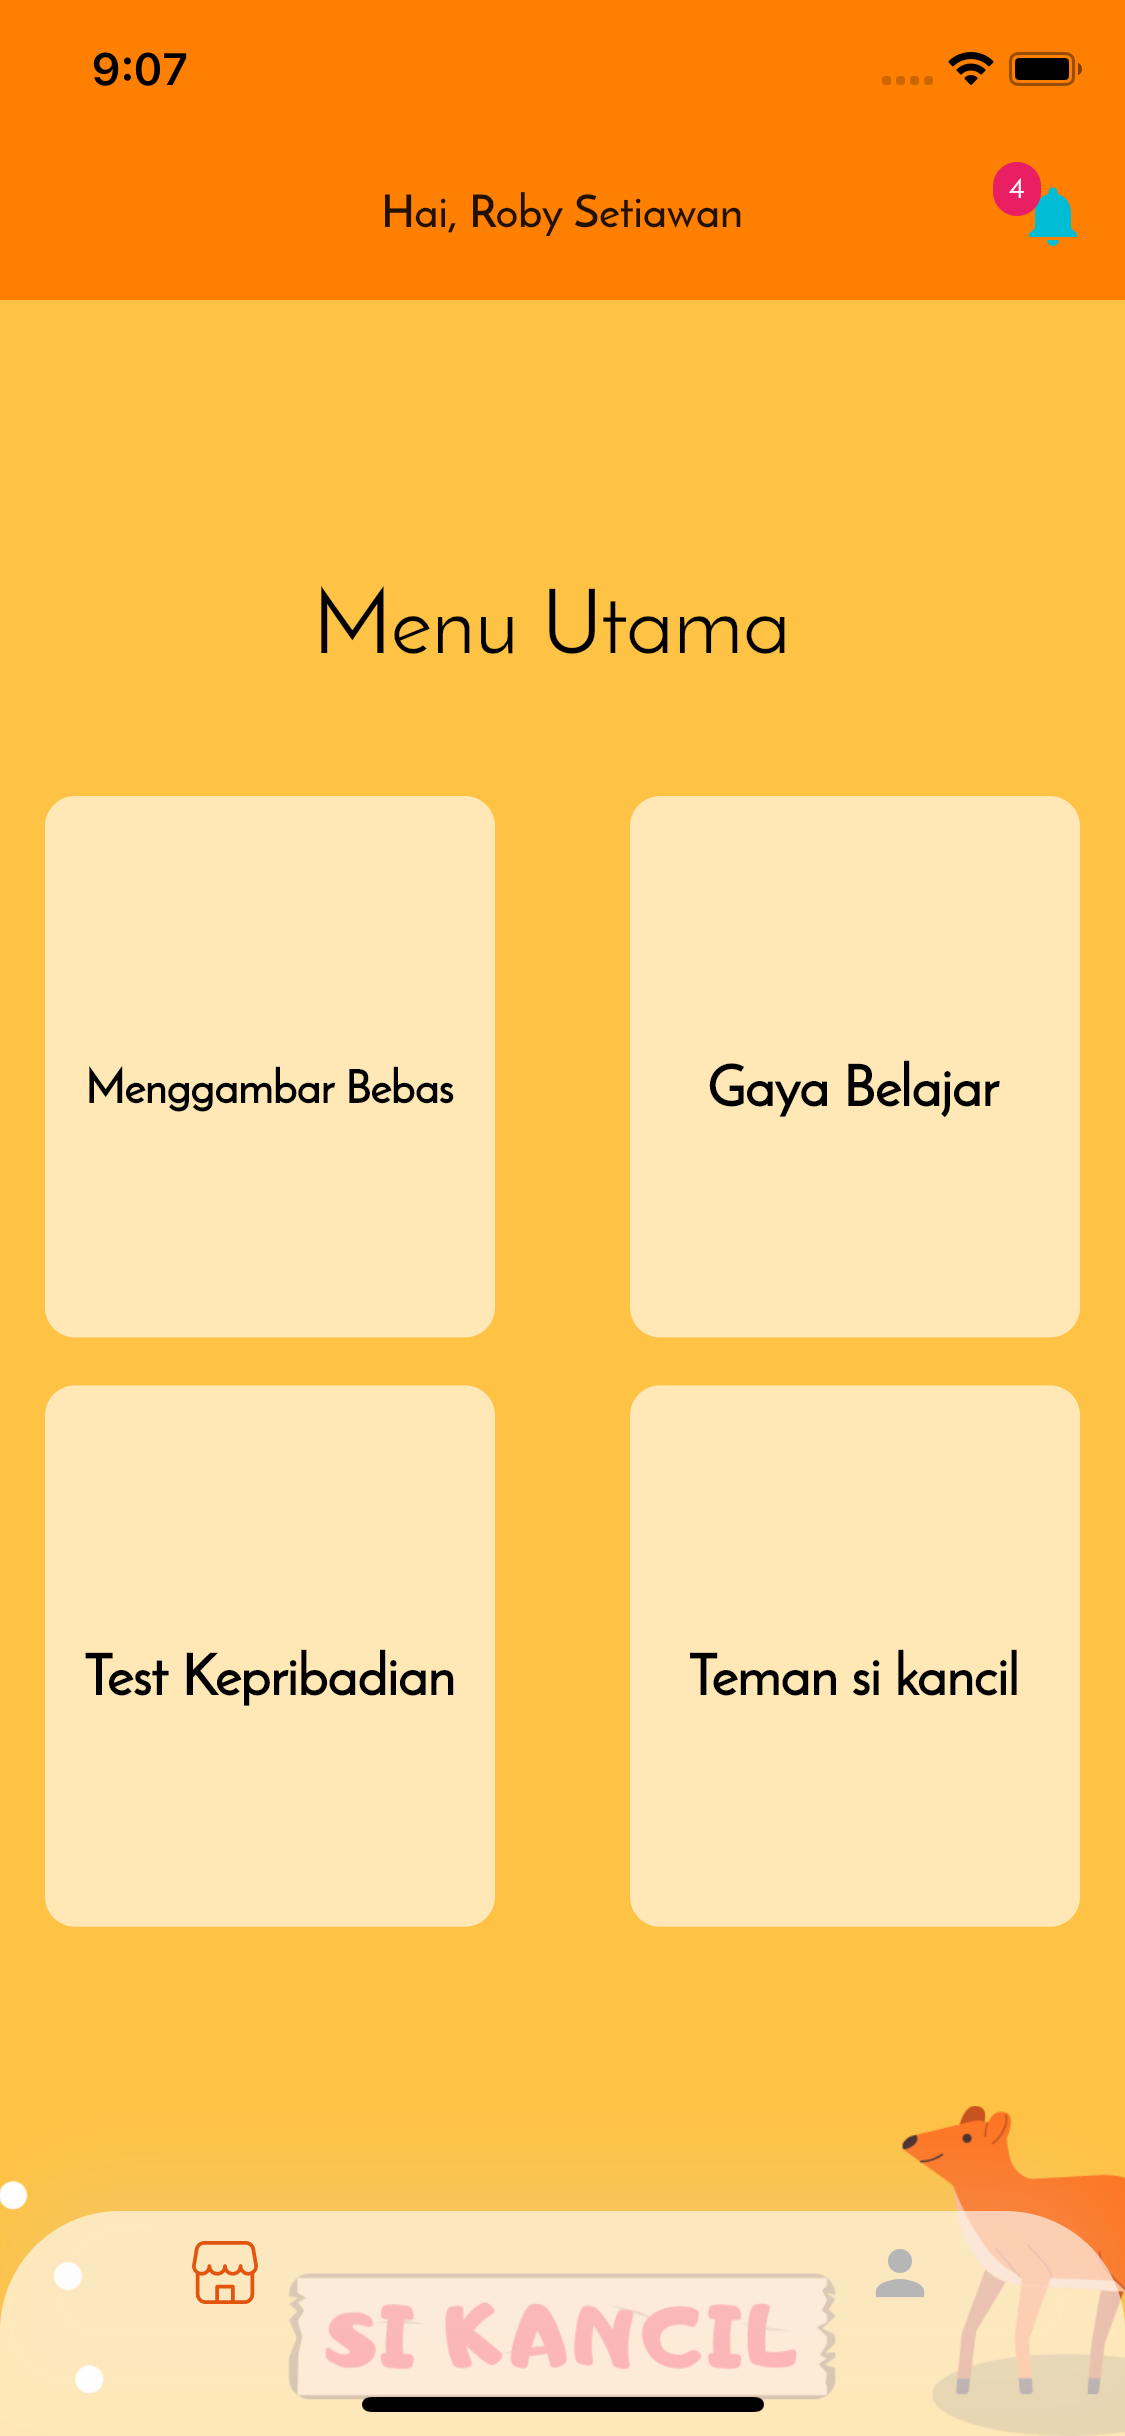 9:07
Hai, Roby Setiawan
4
Menu Utama
Menggambar Bebas
Gaya Belajar
Test Kepribadian
Teman si kancil
SI KANCIL